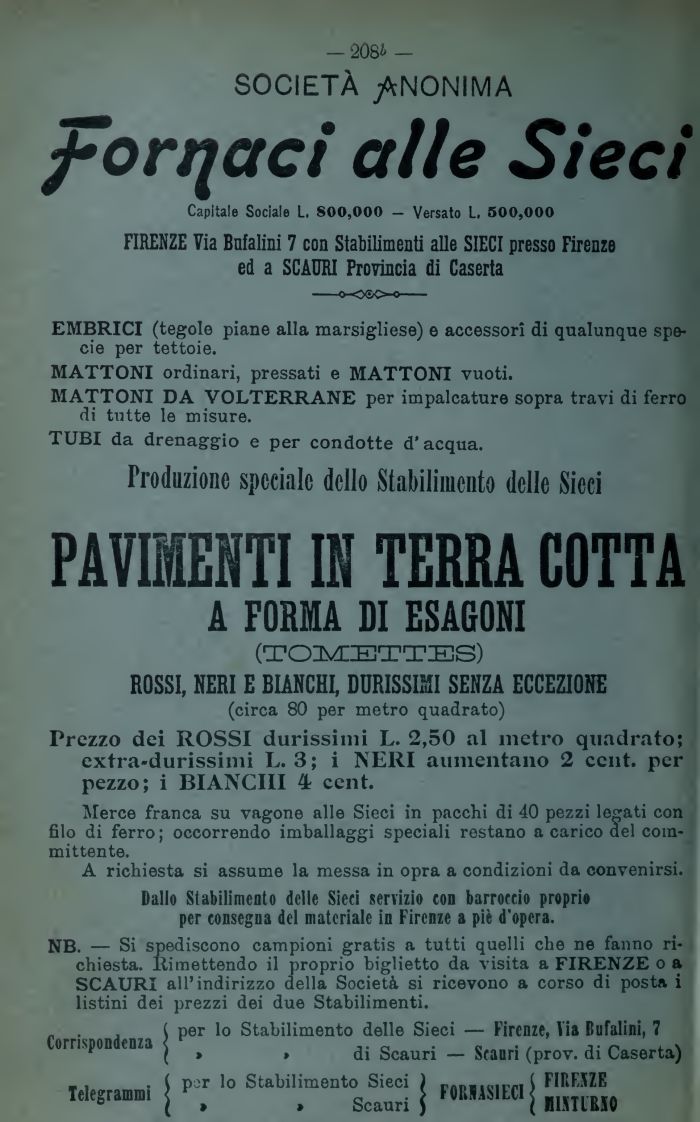 — 208b —
SOCIETÀ ANONIMA
Fornaci alle Sieci
Capitale Sociale L. 800,000 — Versato L. 500,000
FIRENZE Via Bufalini 7 con Stabilimenti alle SIECI presso Firenze
ed a SCAURI Provincia di Caserta
EMBRICI (tegole piane alla marsigliese) e accessorî di qualunque spe-
cie per tettoie.
MATTONI ordinari, pressati e MATTONI vuoti.
MATTONI DA VOLTERRANE per impalcature sopra travi di ferro
di tutte le misure.
TUBI da drenaggio e per condotte d'acqua.
Produzione speciale dello Stabilimento delle Sieci
PAVIMENTI IN TERRA COTTA
A FORMA DI ESAGONI
(TOMETTES)
ROSSI, NERI E BIANCHI, DURISSIMI SENZA ECCEZIONE
(circa 80 per metro quadrato)
Prezzo dei ROSSI durissimi L. 2,50 al metro quadrato;
extra-durissimi L. 3; i NERI aumentano 2 cent. per
pezzo; i BIANCHI 4 cent.
Merce franca su vagone alle Sieci in pacchi di 40 pezzi legati con
filo di ferro; occorrendo imballaggi speciali restano a carico del com-
mittente.
A richiesta si assume la messa in opra a condizioni da convenirsi.
Dallo Stabilimento delle Sieci servizio con barroccio proprio
per consegna del materiale in Firenze a piè d'opera.
NB. — Si spediscono campioni gratis a tutti quelli che ne fanno ri-
chiesta. Rimettendo il proprio biglietto da visita a FIRENZE o a
SCAURI all'indirizzo della Società si ricevono a corso di posta i
listini dei prezzi dei due Stabilimenti.
Corrispondenza { per lo Stabilimento delle Sieci — Firenze, Via Bufalini, 7
» » di Scauri — Scauri (prov. di Caserta)
Telegrammi { per lo Stabilimento Sieci } FORNASIECI { FIRENZE
» » Scauri } { MINTURNO